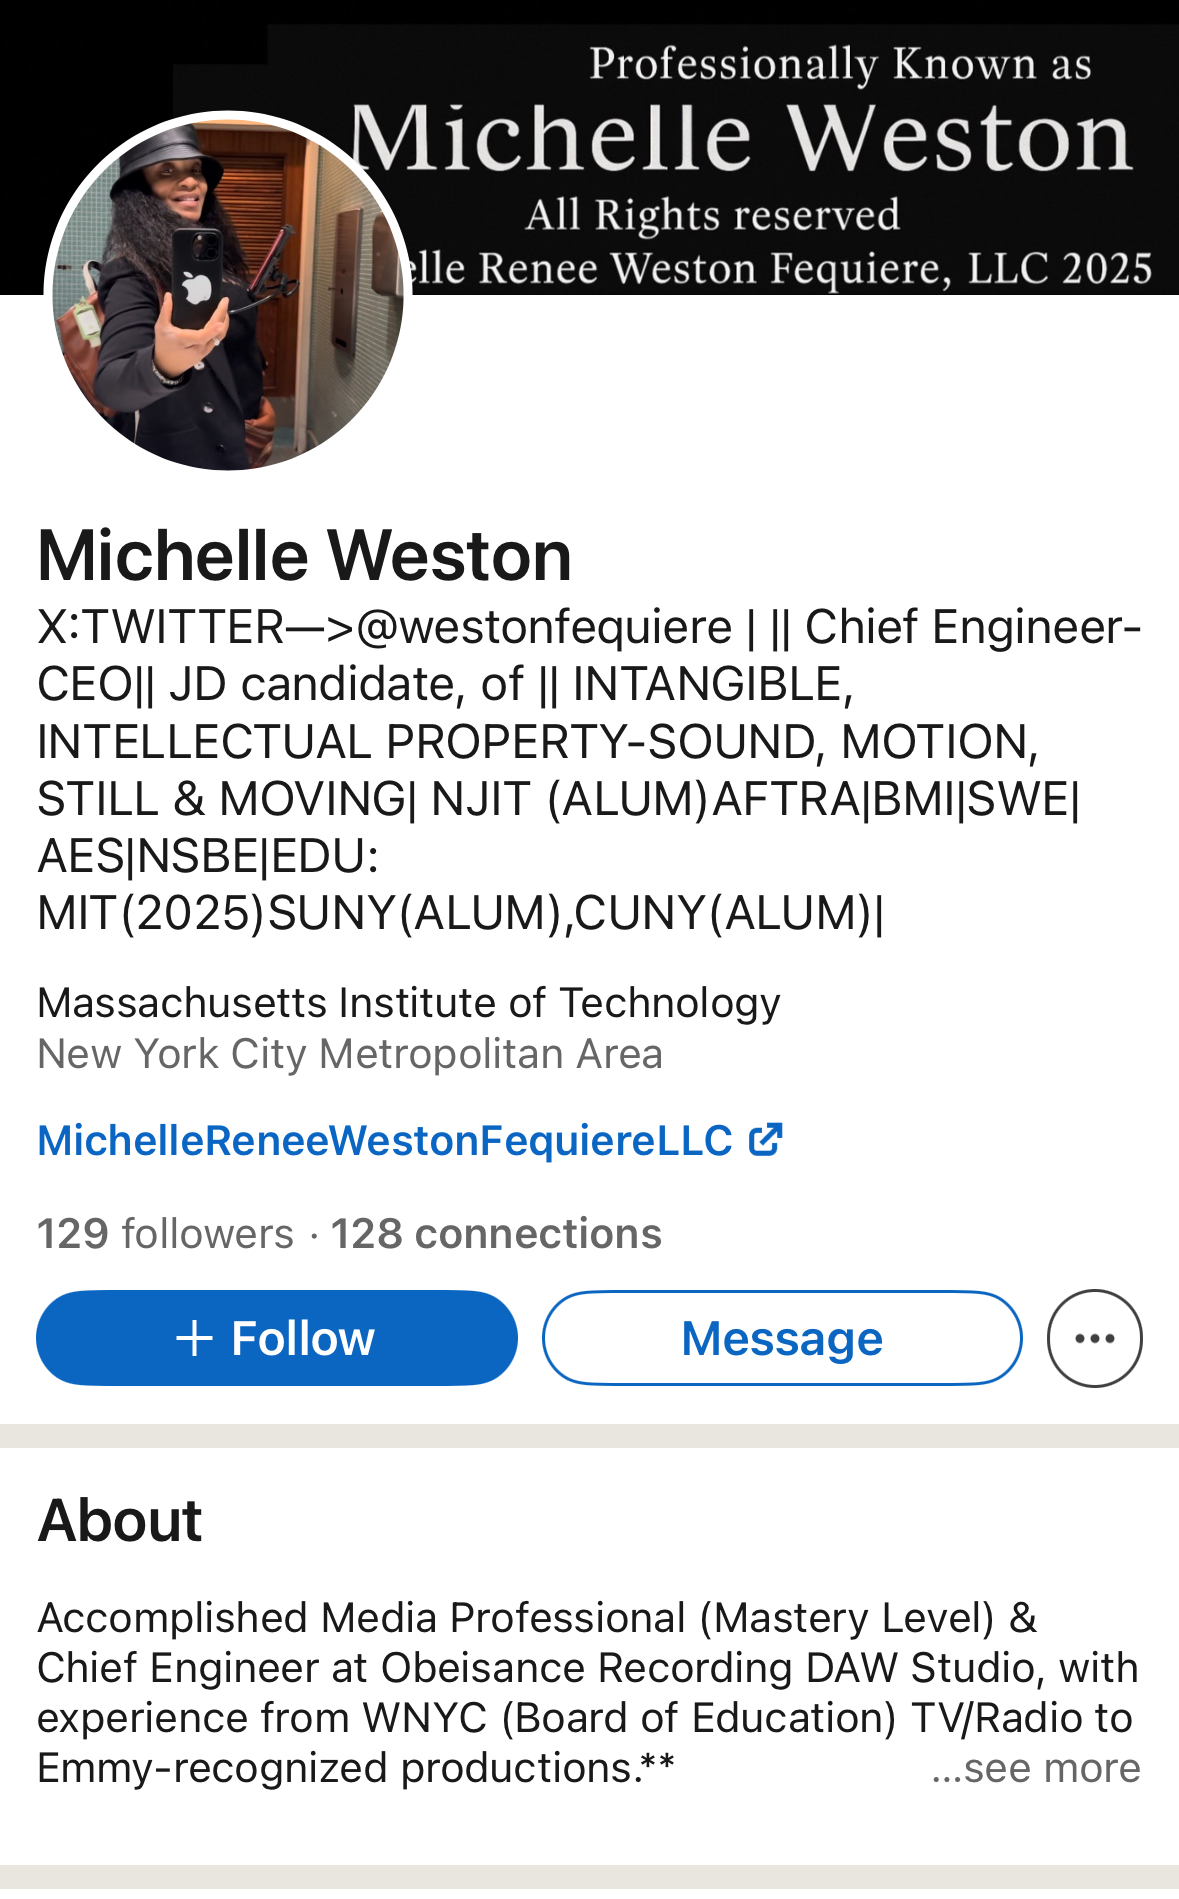 Professionally Known as
Michelle Weston
All Rights reserved
elle Renee Weston Fequiere, LLC 2025
Michelle Weston
X:TWITTER—>@westonfequiere | || Chief Engineer-
CEO|| JD candidate, of || INTANGIBLE,
INTELLECTUAL PROPERTY-SOUND, MOTION,
STILL & MOVING| NJIT (ALUM)AFTRA|BMI|SWE|
AES|NSBE|EDU:
MIT(2025)SUNY(ALUM),CUNY(ALUM)|
Massachusetts Institute of Technology
New York City Metropolitan Area
MichelleReneeWestonFequiereLLC
129 followers · 128 connections
+ Follow
Message
About
Accomplished Media Professional (Mastery Level) &
Chief Engineer at Obeisance Recording DAW Studio, with
experience from WNYC (Board of Education) TV/Radio to
Emmy-recognized productions.** ...see more